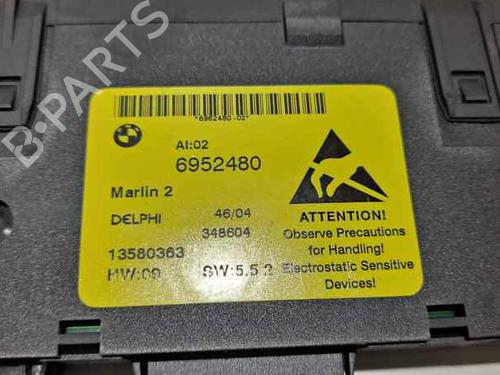 B-PARTS
*6952480-02*
AI:02
6952480
Marlin 2
DELPHI 46/04
348604
13580363
HW:09 SW:5.5.2
ATTENTION!
Observe Precautions
for Handling!
Electrostatic Sensitive
Devices!